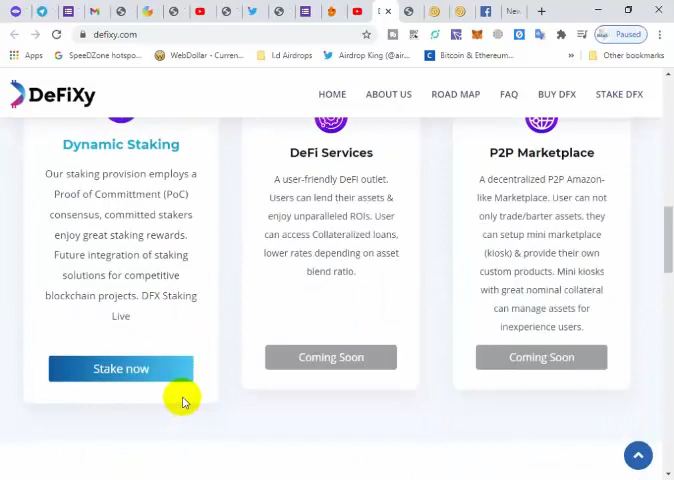 New
defixy.com
Paused
Apps
SpeeDZone hotspo...
WebDollar - Curren...
I.d Airdrops
Airdrop King (@air...
Bitcoin & Ethereum...
Other bookmarks
DeFiXy
HOME
ABOUT US
ROAD MAP
FAQ
BUY DFX
STAKE DFX
Dynamic Staking
Our staking provision employs a
Proof of Committment (PoC)
consensus, committed stakers
enjoy great staking rewards.
Future integration of staking
solutions for competitive
blockchain projects. DFX Staking
Live
Stake now
DeFi Services
A user-friendly DeFi outlet.
Users can lend their assets &
enjoy unparalleled ROIs. User
can access Collateralized loans,
lower rates depending on asset
blend ratio.
Coming Soon
P2P Marketplace
A decentralized P2P Amazon-
like Marketplace. User can not
only trade/barter assets, they
can setup mini marketplace
(kiosk) & provide their own
custom products. Mini kiosks
with great nominal collateral
can manage assets for
inexperience users.
Coming Soon